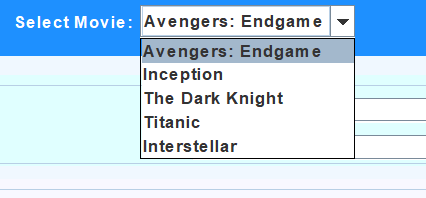 Select Movie: Avengers: Endgame
Avengers: Endgame
Inception
The Dark Knight
Titanic
Interstellar